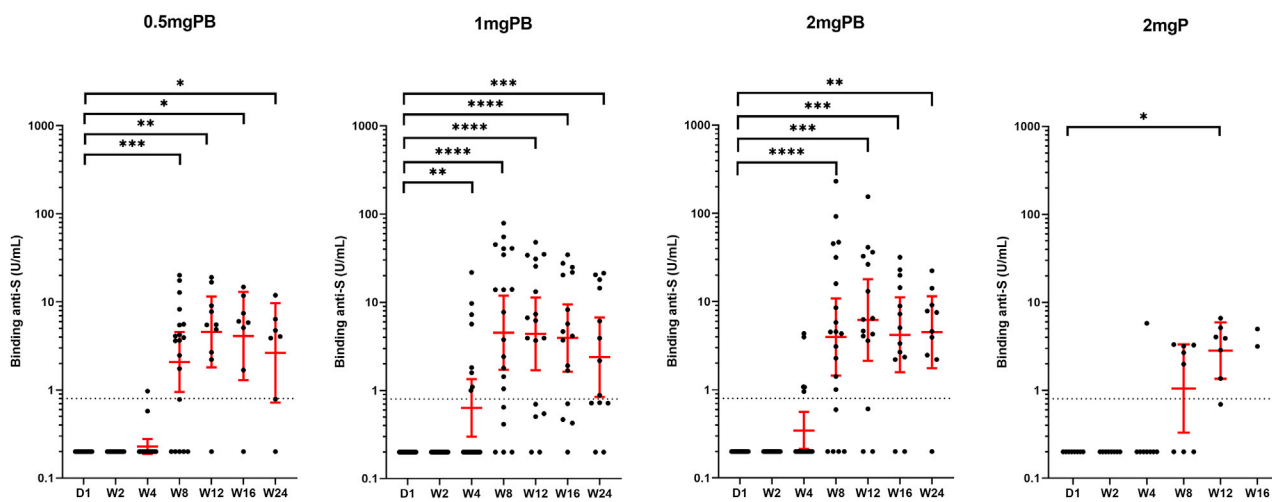 0.5mgPB
1mgPB
2mgPB
2mgP
*
*
**
***
1000
100
10
1
0.1
Binding anti-S (U/mL)
D1 W2 W4 W8 W12 W16 W24
***
****
****
****
**
1000
100
10
1
0.1
Binding anti-S (U/mL)
D1 W2 W4 W8 W12 W16 W24
**
***
***
****
1000
100
10
1
0.1
Binding anti-S (U/mL)
D1 W2 W4 W8 W12 W16 W24
*
1000
100
10
1
0.1
Binding anti-S (U/mL)
D1 W2 W4 W8 W12 W16